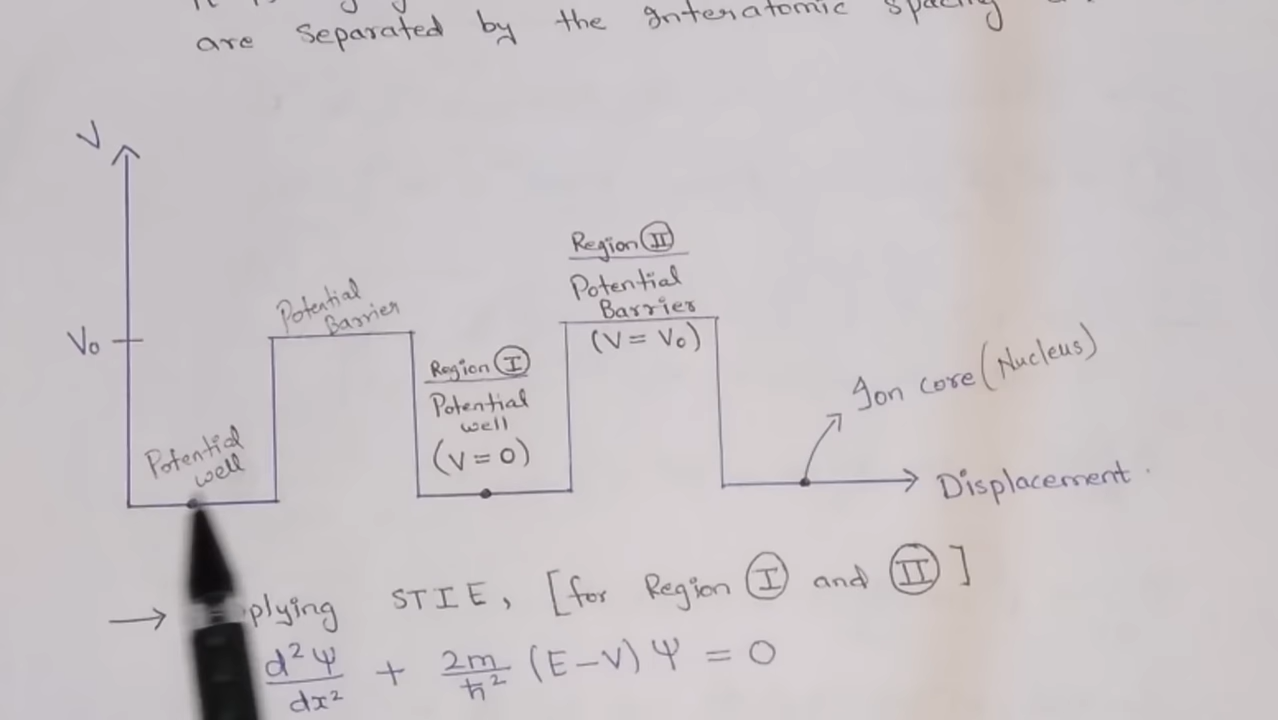 are separated by the Interatomic spacing
V
Region II
Potential
Barrier
(V = V₀)
Potential
Barrier
V₀
Region I
Potential
well
(V = 0)
Ion core (Nucleus)
Potential
well
Displacement.
→ plying STIE, [for Region I and II]
d²Ψ/dx² + 2m/ħ² (E-V) Ψ = 0